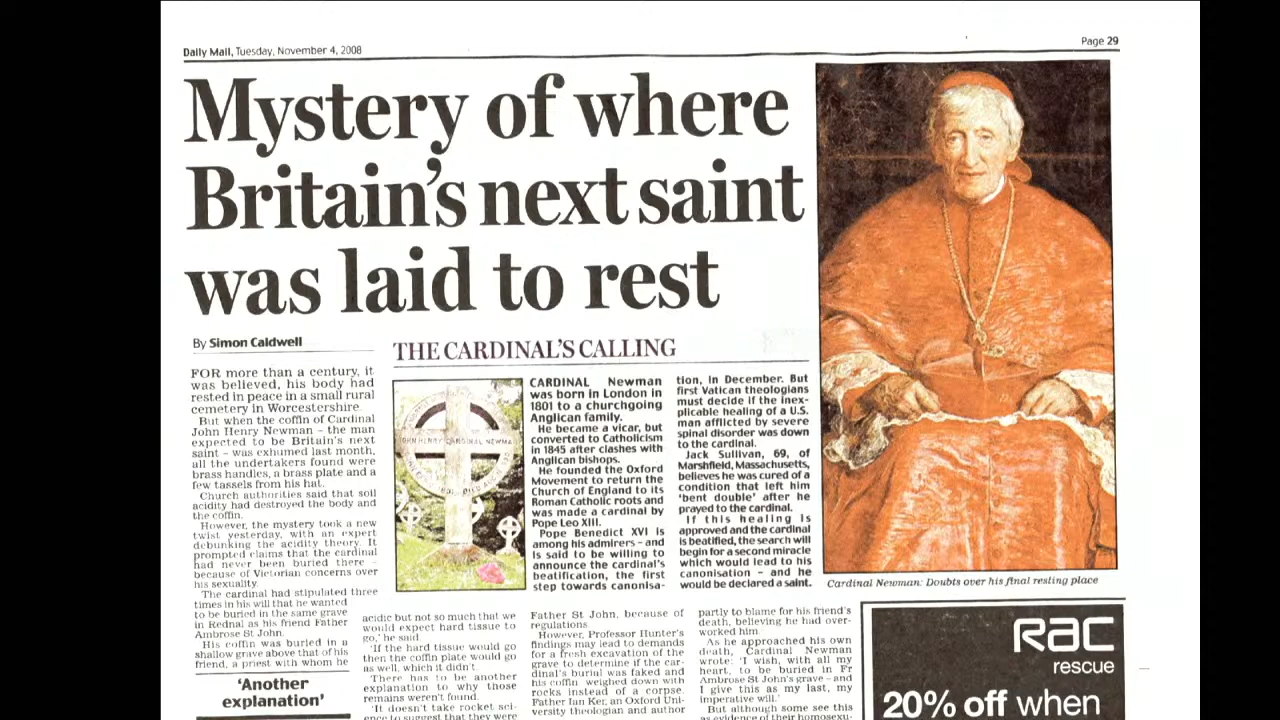 Daily Mail, Tuesday, November 4, 2008
Page 29
Mystery of where
Britain's next saint
was laid to rest
By Simon Caldwell
FOR more than a century, it
was believed, his body had
rested in peace in a small rural
cemetery in Worcestershire.
But when the coffin of Cardinal
John Henry Newman – the man
expected to be Britain's next
saint – was exhumed last month,
all the undertakers found were
brass handles, a brass plate and a
few tassels from his hat.
Church authorities said that soil
acidity had destroyed the body and
the coffin.
However, the mystery took a new
twist yesterday, with an expert
debunking the acidity theory. It
prompted claims that the cardinal
had never been buried there –
because of Victorian concerns over
his sexuality.
The cardinal had stipulated three
times in his will that he wanted
to be buried in the same grave
in Rednal as his friend Father
Ambrose St John.
His coffin was buried in a
shallow grave above that of his
friend, a priest with whom he
'Another
explanation'
THE CARDINAL'S CALLING
JOHN HENRY CARDINAL NEWMA
CARDINAL Newman
was born in London in
1801 to a churchgoing
Anglican family.
He became a vicar, but
converted to Catholicism
in 1845 after clashes with
Anglican bishops.
He founded the Oxford
Movement to return the
Church of England to its
Roman Catholic roots and
was made a cardinal by
Pope Leo XIII.
Pope Benedict XVI is
among his admirers – and
is said to be willing to
announce the cardinal's
beatification, the first
step towards canonisa-
tion, in December. But
first Vatican theologians
must decide if the inex-
plicable healing of a U.S.
man afflicted by severe
spinal disorder was down
to the cardinal.
Jack Sullivan, 69, of
Marshfield, Massachusetts,
believes he was cured of a
condition that left him
'bent double' after he
prayed to the cardinal.
If this healing is
approved and the cardinal
is beatified, the search will
begin for a second miracle
which would lead to his
canonisation – and he
would be declared a saint.
Cardinal Newman: Doubts over his final resting place
acidic but not so much that we
would expect hard tissue to
go,' he said.
'If the hard tissue would go
then the coffin plate would go
as well, which it didn't.
'There has to be another
explanation to why those
remains weren't found.
'It doesn't take rocket sci-
ence to suggest that they were
Father St John, because of
regulations.
However, Professor Hunter's
findings may lead to demands
for a fresh excavation of the
grave to determine if the car-
dinal's burial was faked and
his coffin weighed down with
rocks instead of a corpse.
Father Ian Ker, an Oxford Uni-
versity theologian and author
partly to blame for his friend's
death, believing he had over-
worked him.
As he approached his own
death, Cardinal Newman
wrote: 'I wish, with all my
heart, to be buried in Fr
Ambrose St John's grave – and
I give this as my last, my
imperative will.'
But although some see this
as evidence of their homosexu-
RAC
rescue
20% off when